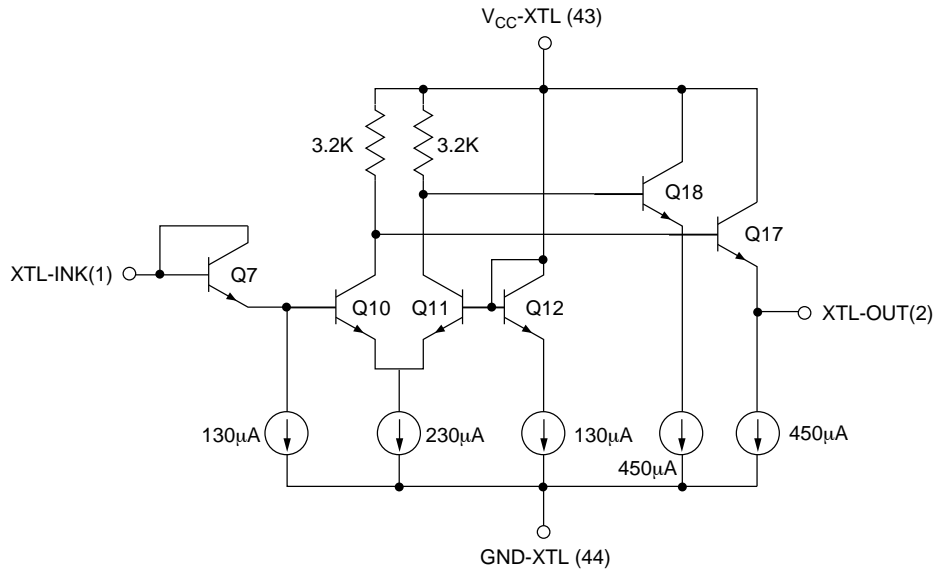 V_CC-XTL (43)
3.2K
3.2K
Q18
Q17
XTL-INK(1)
Q7
Q10
Q11
Q12
XTL-OUT(2)
130μA
230μA
130μA
450μA
450μA
GND-XTL (44)